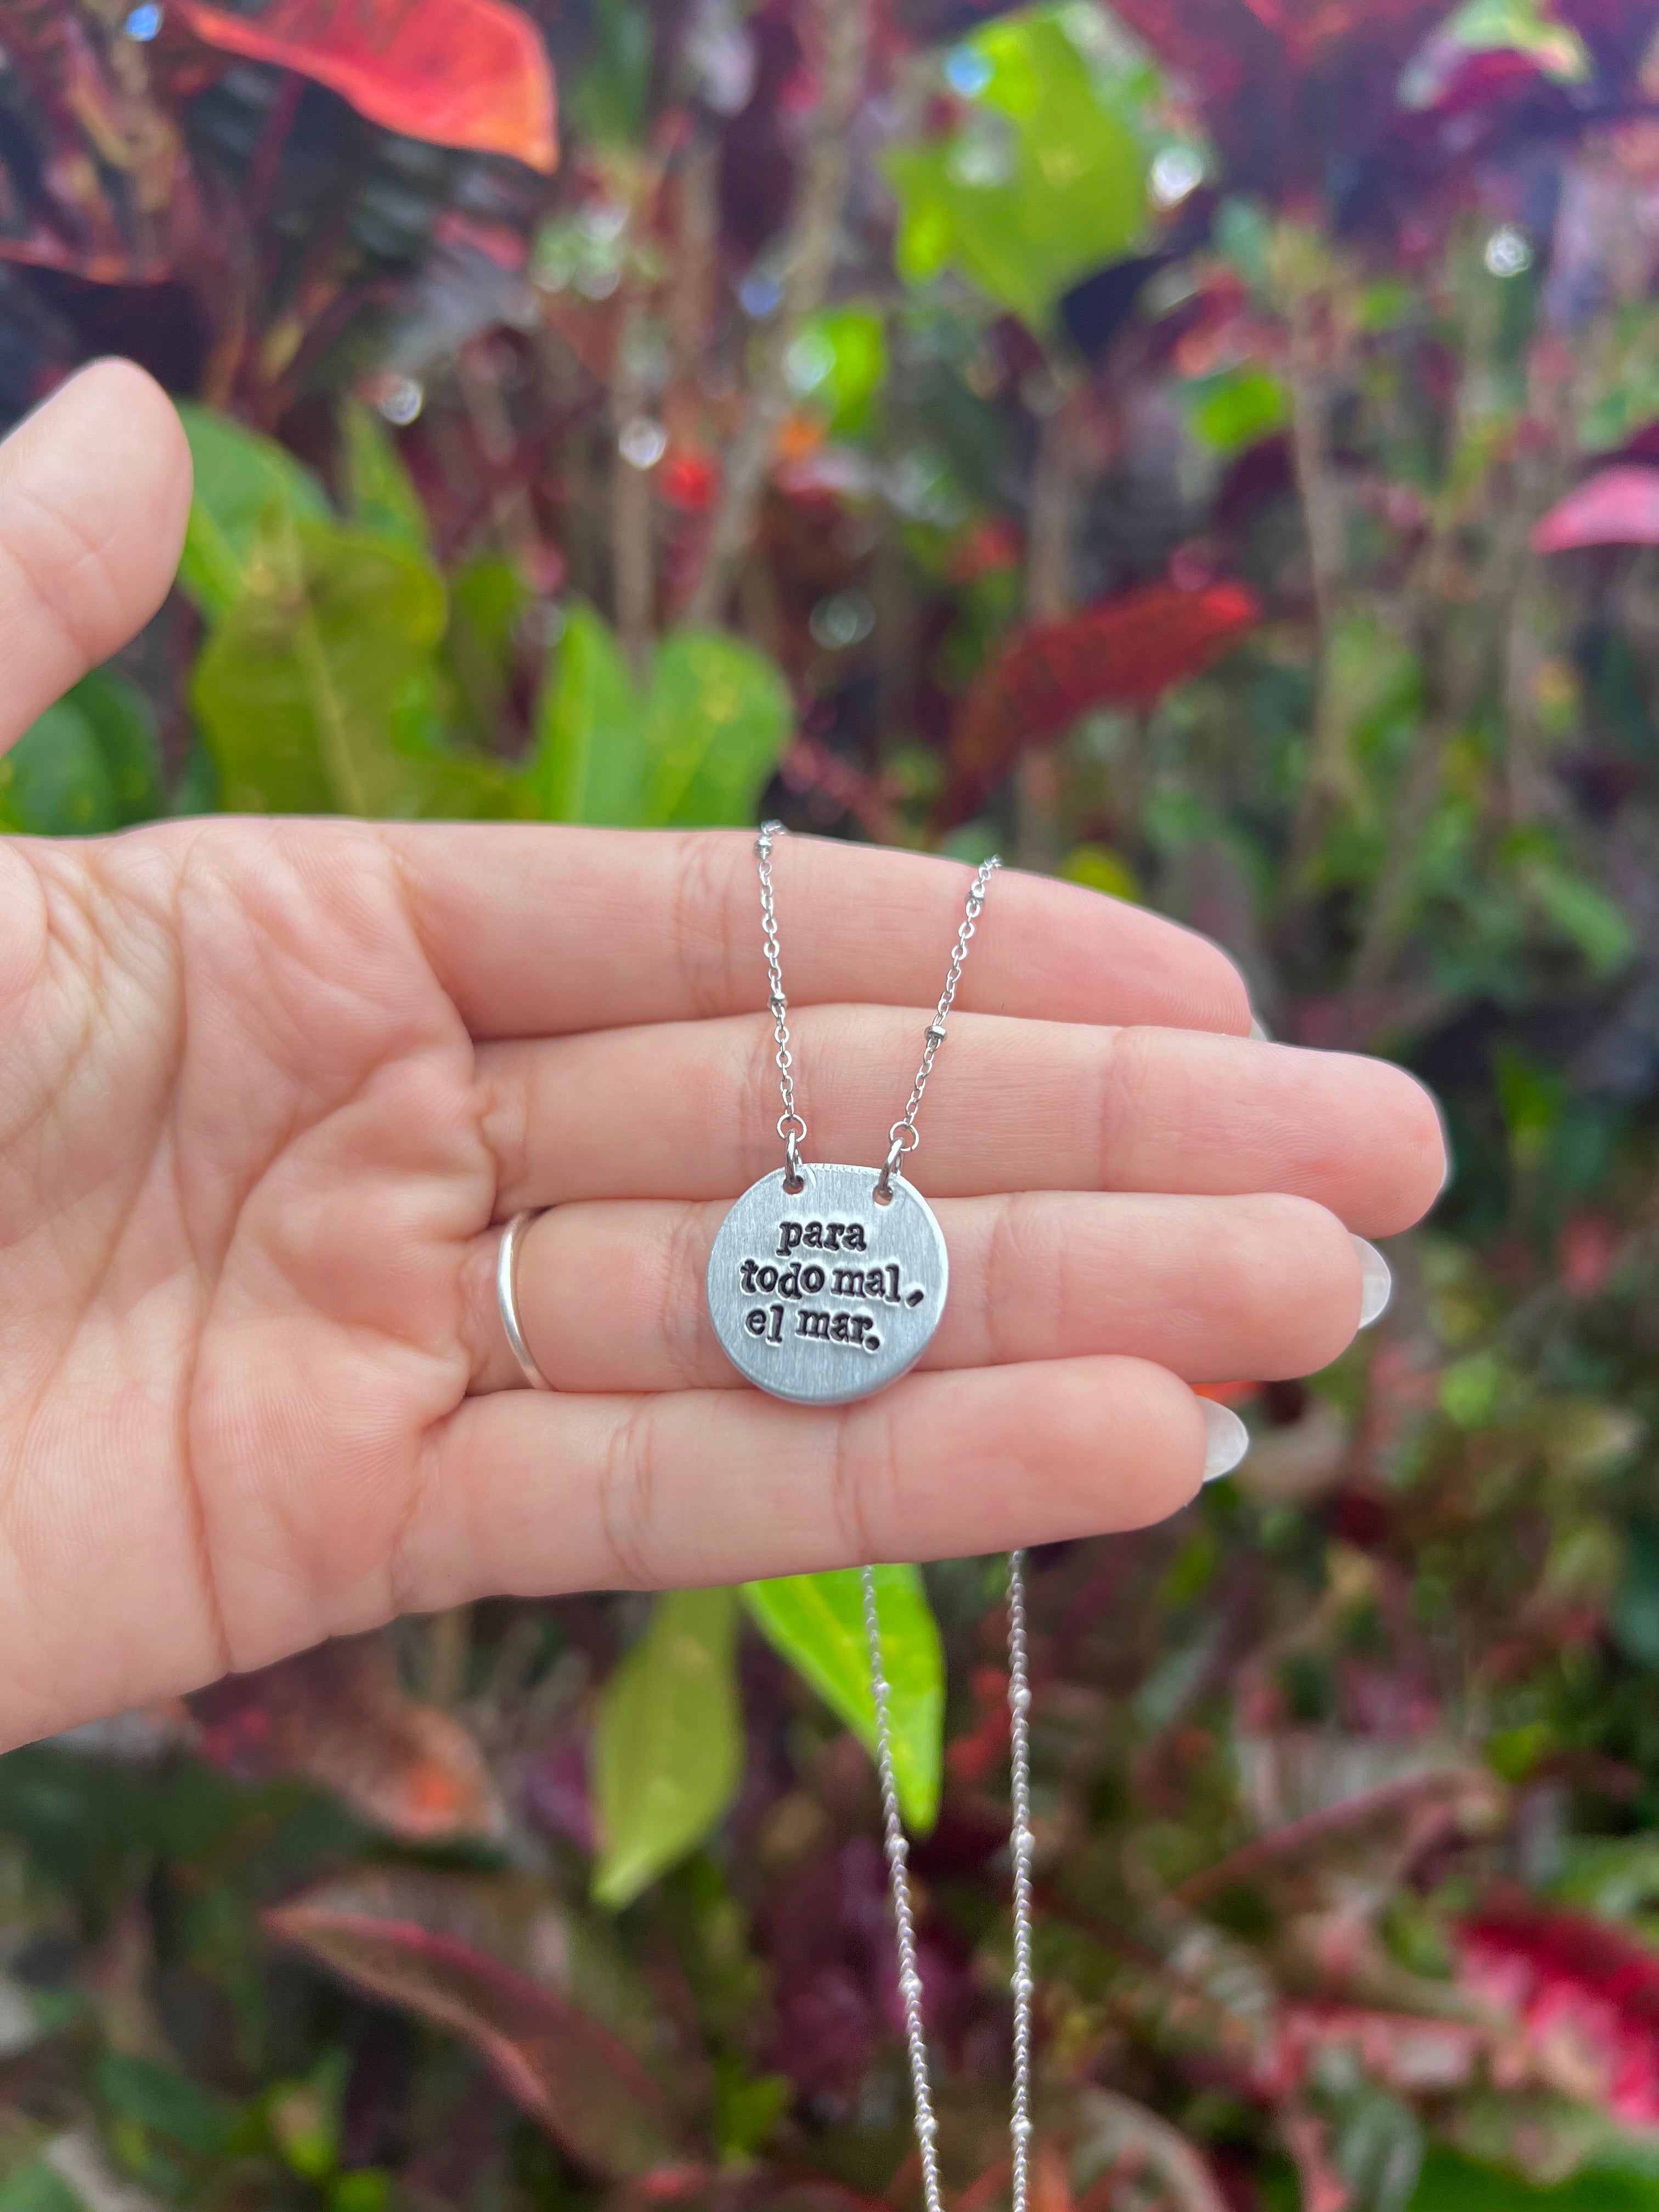 para
todo mal,
el mar.